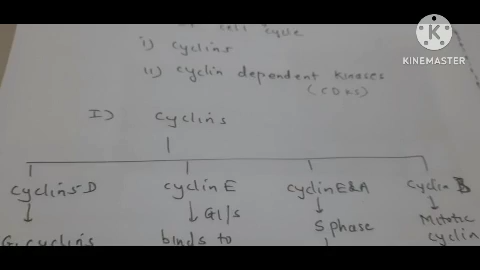 cell cycle
i) cyclins
ii) cyclin dependent kinases
(CDKS)
KINEMASTER
I) cyclins
cyclins D cyclin E cyclin E&A cyclin B
G1/s
S phase Mitotic
G1 cyclins binds to cyclin